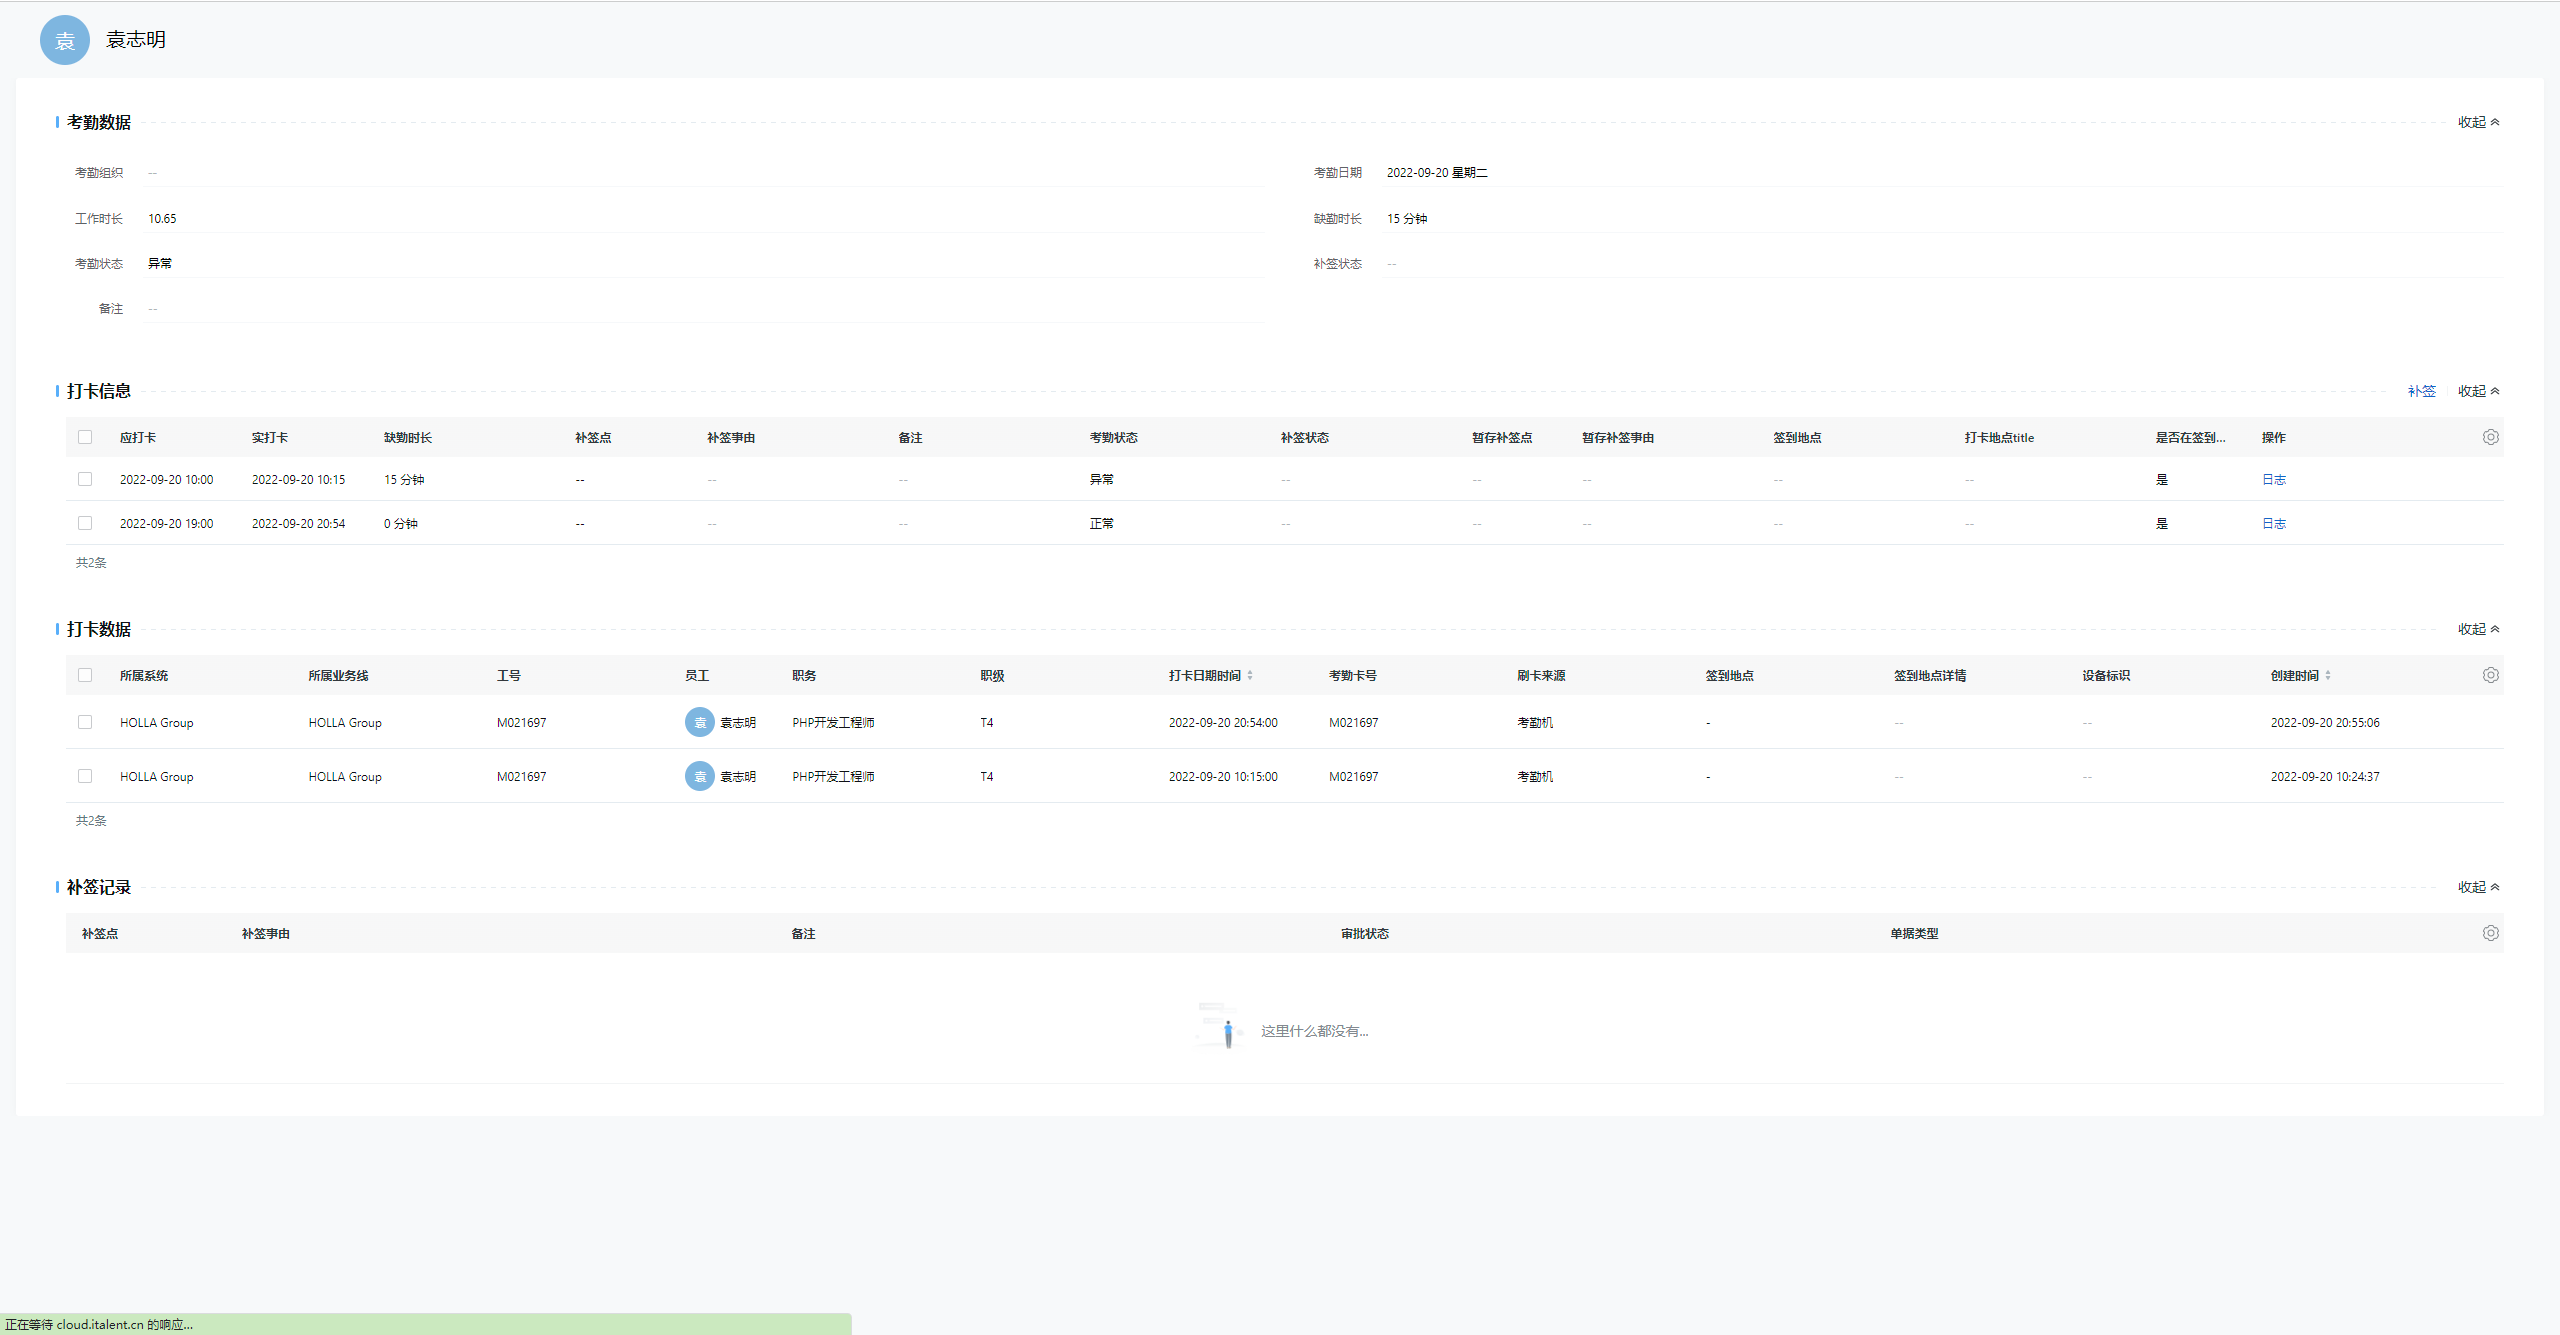 袁 袁志明
考勤数据 收起
考勤组织 -- 考勤日期 2022-09-20 星期二
工作时长 10.65 缺勤时长 15 分钟
考勤状态 异常 补签状态 --
备注 --
打卡信息 补签 收起
应打卡 实打卡 缺勤时长 补签点 补签事由 备注 考勤状态 补签状态 暂存补签点 暂存补签事由 签到地点 打卡地点title 是否在签到... 操作
2022-09-20 10:00 2022-09-20 10:15 15 分钟 -- -- -- 异常 -- -- -- -- -- 是 日志
2022-09-20 19:00 2022-09-20 20:54 0 分钟 -- -- -- 正常 -- -- -- -- -- 是 日志
共2条
打卡数据 收起
所属系统 所属业务线 工号 员工 职务 职级 打卡日期时间 考勤卡号 刷卡来源 签到地点 签到地点详情 设备标识 创建时间
HOLLA Group HOLLA Group M021697 袁 袁志明 PHP开发工程师 T4 2022-09-20 20:54:00 M021697 考勤机 - -- -- 2022-09-20 20:55:06
HOLLA Group HOLLA Group M021697 袁 袁志明 PHP开发工程师 T4 2022-09-20 10:15:00 M021697 考勤机 - -- -- 2022-09-20 10:24:37
共2条
补签记录 收起
补签点 补签事由 备注 审批状态 单据类型
这里什么都没有...
正在等待 cloud.italent.cn 的响应...